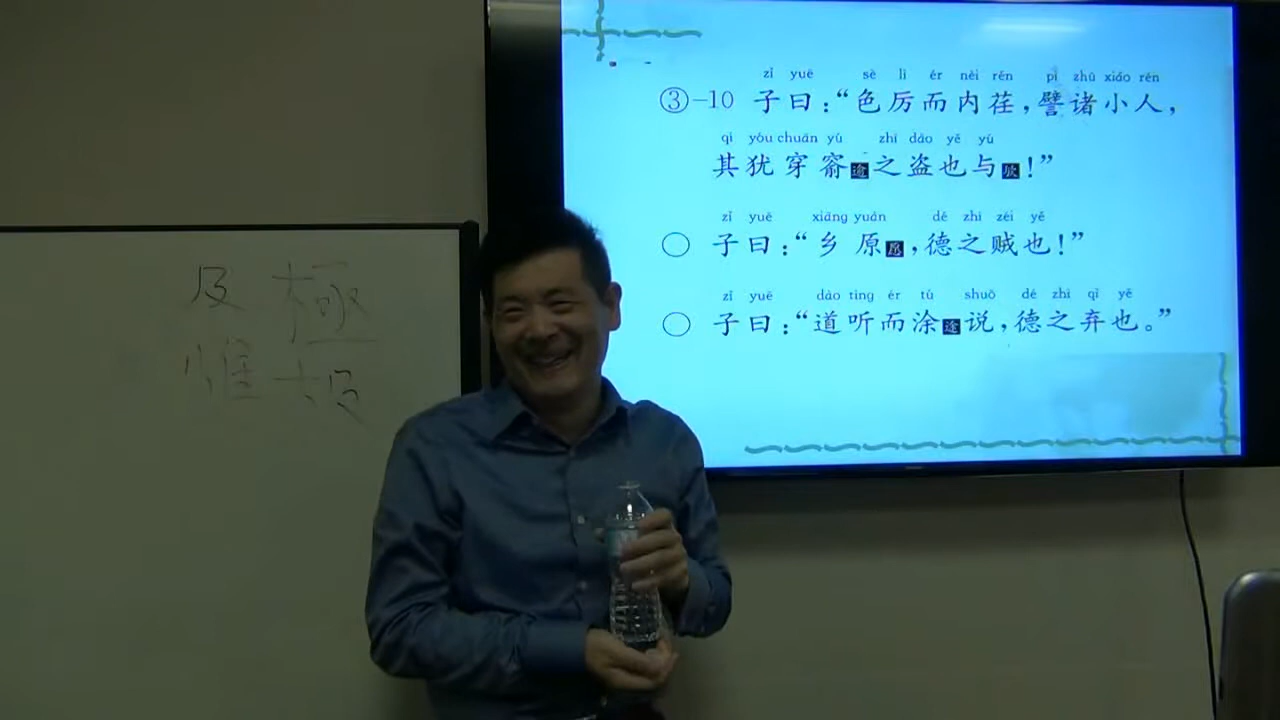 zǐ yuē sè lì ér nèi rěn pì zhū xiǎo rén
③-10 子曰：“色厉而内荏，譬诸小人，
qí yóu chuān yú zhī dào yě yú
其犹穿窬之盗也与！”
zǐ yuē xiāng yuán dé zhī zéi yě
○ 子曰：“乡原，德之贼也！”
zǐ yuē dào tīng ér tú shuō dé zhī qì yě
○ 子曰：“道听而涂说，德之弃也。”
及 極